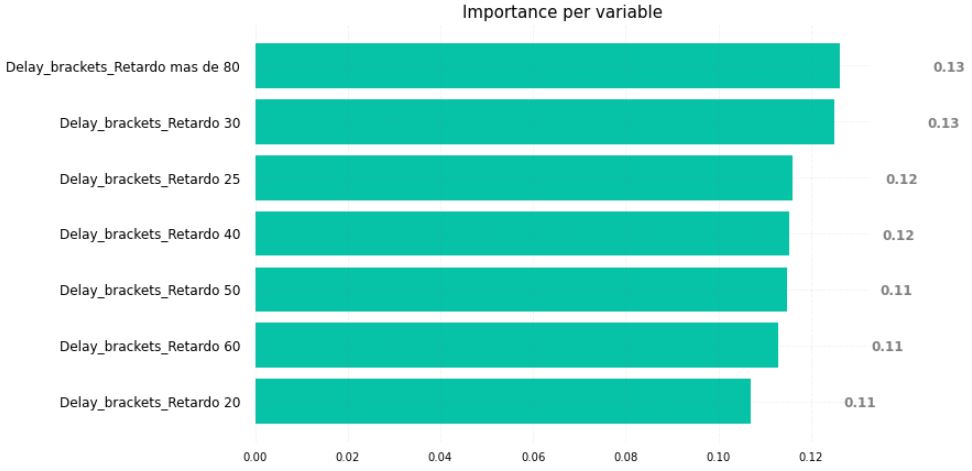 Importance per variable
Delay_brackets_Retardo mas de 80 0.13
Delay_brackets_Retardo 30 0.13
Delay_brackets_Retardo 25 0.12
Delay_brackets_Retardo 40 0.12
Delay_brackets_Retardo 50 0.11
Delay_brackets_Retardo 60 0.11
Delay_brackets_Retardo 20 0.11
0.00 0.02 0.04 0.06 0.08 0.10 0.12